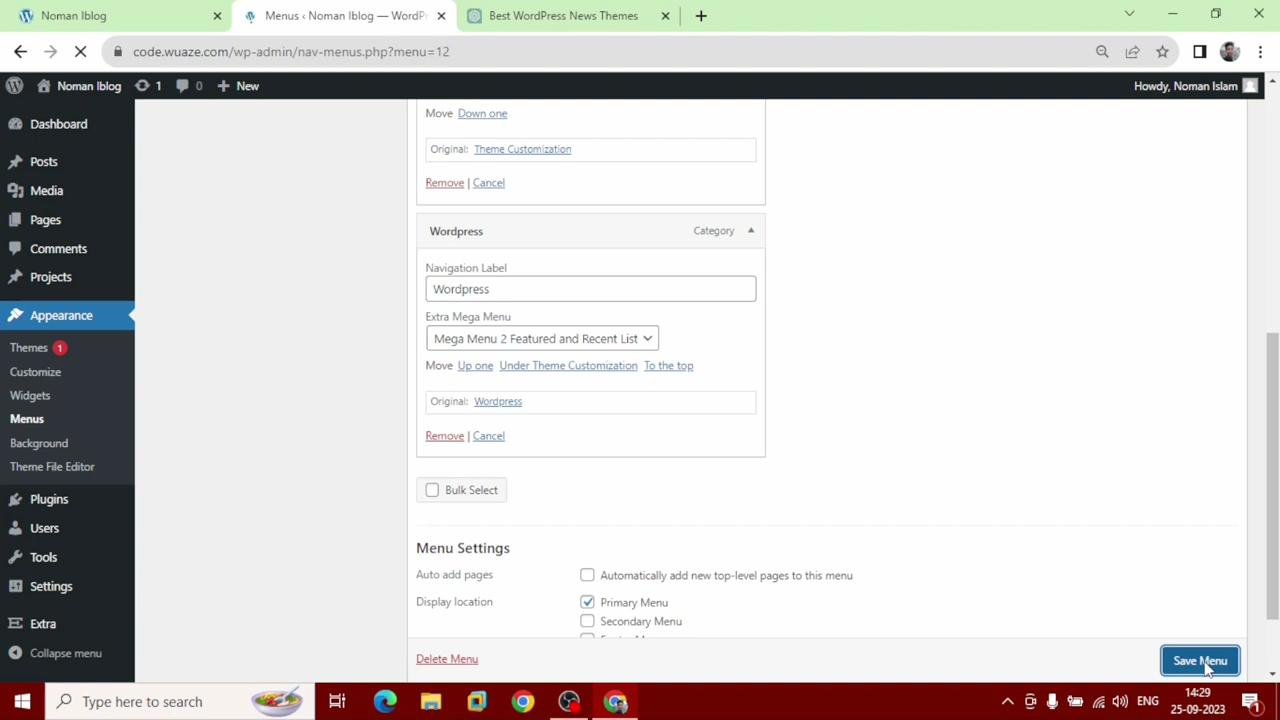 Noman Iblog
Menus ‹ Noman Iblog — WordPr
Best WordPress News Themes
code.wuaze.com/wp-admin/nav-menus.php?menu=12
Noman Iblog
1
0
New
Howdy, Noman Islam
Dashboard
Posts
Media
Pages
Comments
Projects
Appearance
Themes 1
Customize
Widgets
Menus
Background
Theme File Editor
Plugins
Users
Tools
Settings
Extra
Collapse menu
Move Down one
Original: Theme Customization
Remove | Cancel
Wordpress Category
Navigation Label
Wordpress
Extra Mega Menu
Mega Menu 2 Featured and Recent List
Move Up one Under Theme Customization To the top
Original: Wordpress
Remove | Cancel
Bulk Select
Menu Settings
Auto add pages
Automatically add new top-level pages to this menu
Display location
Primary Menu
Secondary Menu
Delete Menu
Save Menu
Type here to search
ENG
14:29
25-09-2023
1